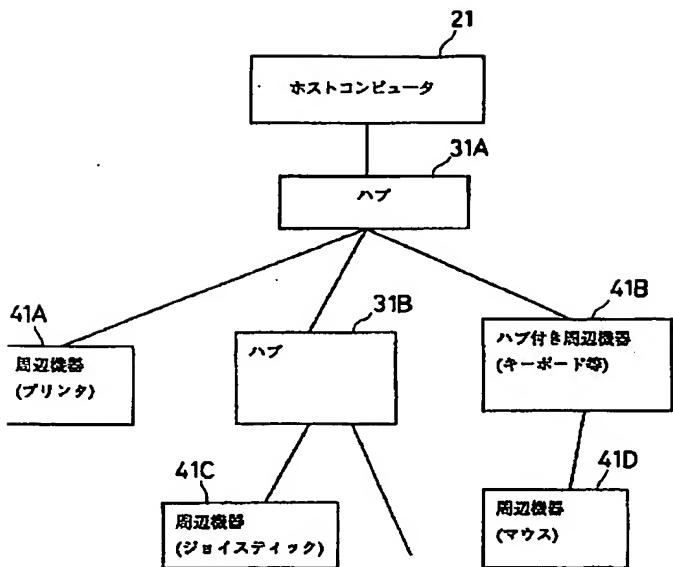 21
ホストコンピュータ
31A
ハブ
41A
周辺機器
(プリンタ)
31B
ハブ
41B
ハブ付き周辺機器
(キーボード等)
41C
周辺機器
(ジョイスティック)
41D
周辺機器
(マウス)